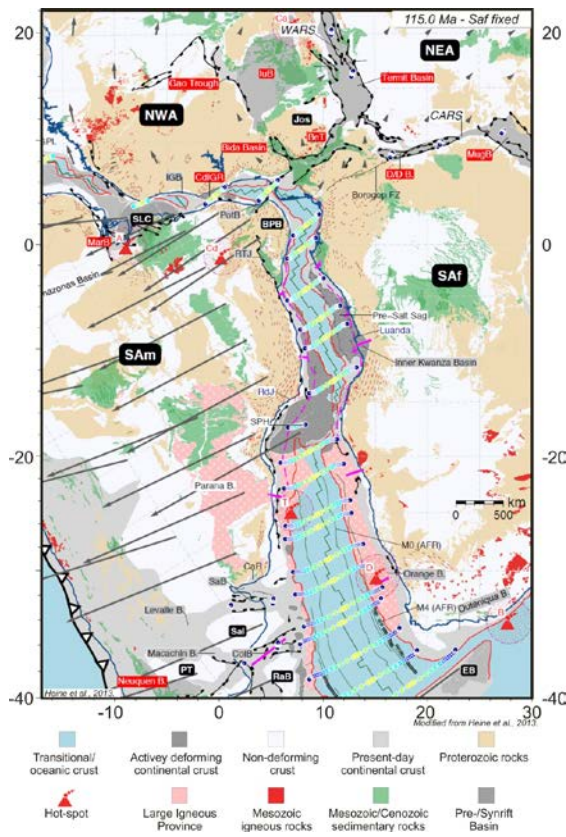 115.0 Ma - Saf fixed
20
20
WARS
NEA
IuB
Gao Trough
Termit Basin
NWA
Jos
CARS
BeT
Bida Basin
MugB
D/D B.
IGB
CdIGR
Borogop FZ
SLC
PotB
BPB
0
0
MarB
Cd
RTJ
mazonas Basin
SAf
Pre-Salt Sag
Luanda
SAm
Inner Kwanza Basin
RdJ
SPH
-20
-20
Parana B.
0
500
km
M0 (AFR)
Orange B.
SaB
M4 (AFR)
Outeniqua B.
Levalle B.
Sal
Macachin B.
ColB
PT
EB
Neuquen B.
RaB
-40
-40
Heine et al., 2013.
Modified from Heine et al., 2013.
-10
0
10
20
30
Transitional/
oceanic crust
Activey deforming
continental crust
Non-deforming
crust
Present-day
continental crust
Proterozoic rocks
Hot-spot
Large Igneous
Province
Mesozoic
igneous rocks
Mesozoic/Cenozoic
sedimentary rocks
Pre-/Synrift
Basin